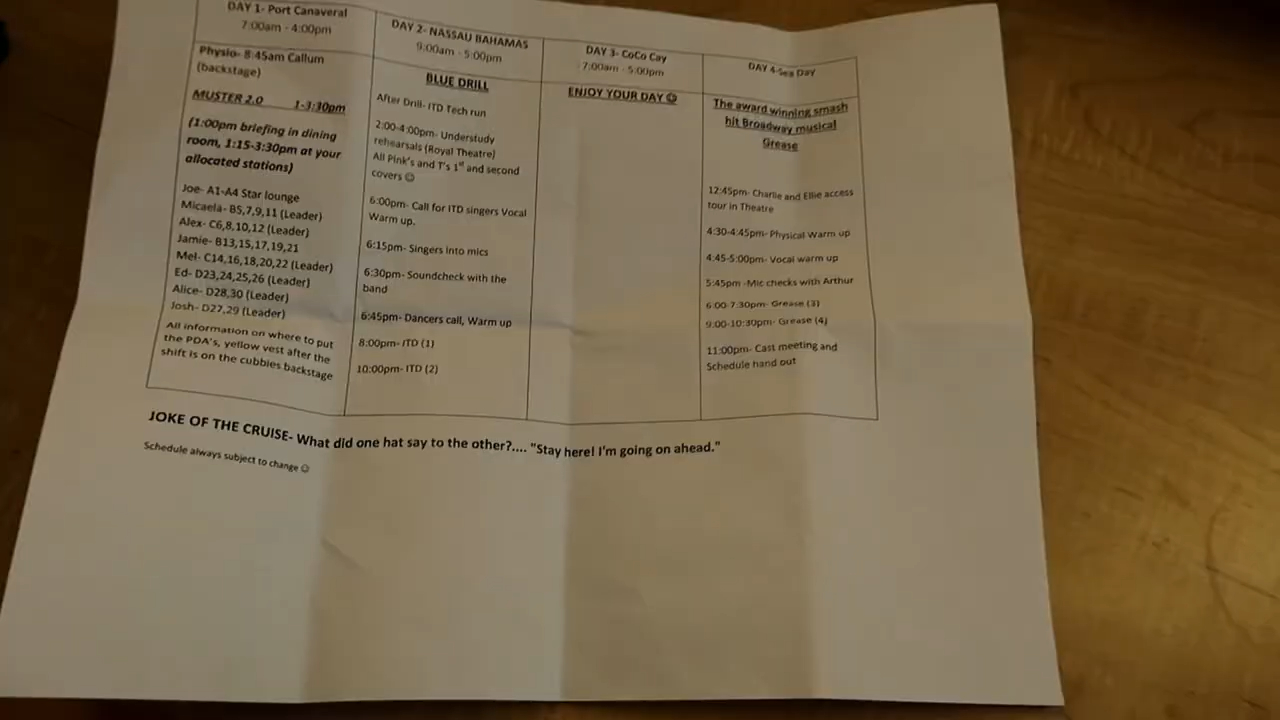 DAY 1- Port Canaveral
7:00am - 4:00pm
Physio- 8:45am Callum
(backstage)
MUSTER 2.0 1-3:30pm
(1:00pm briefing in dining
room, 1:15-3:30pm at your
allocated stations)
Joe- A1-A4 Star lounge
Micaela- B5,7,9,11 (Leader)
Alex- C6,8,10,12 (Leader)
Jamie- B13,15,17,19,21
Mel- C14,16,18,20,22 (Leader)
Ed- D23,24,25,26 (Leader)
Alice- D28,30 (Leader)
Josh- D27,29 (Leader)
All information on where to put
the PDA's, yellow vest after the
shift is on the cubbies backstage
DAY 2- NASSAU BAHAMAS
9:00am - 5:00pm
BLUE DRILL
After Drill- ITD Tech run
2:00-4:00pm- Understudy
rehearsals (Royal Theatre)
All Pink's and T's 1st and second
covers ☺
6:00pm- Call for ITD singers Vocal
Warm up.
6:15pm- Singers into mics
6:30pm- Soundcheck with the
band
6:45pm- Dancers call, Warm up
8:00pm- ITD (1)
10:00pm- ITD (2)
DAY 3- CoCo Cay
7:00am - 5:00pm
ENJOY YOUR DAY ☺
DAY 4-Sea Day
The award winning smash
hit Broadway musical
Grease
12:45pm- Charlie and Ellie access
tour in Theatre
4:30-4:45pm- Physical Warm up
4:45-5:00pm- Vocal warm up
5:45pm -Mic checks with Arthur
6:00-7:30pm- Grease (3)
9:00-10:30pm- Grease (4)
11:00pm- Cast meeting and
Schedule hand out
JOKE OF THE CRUISE- What did one hat say to the other?.... "Stay here! I'm going on ahead."
Schedule always subject to change ☺